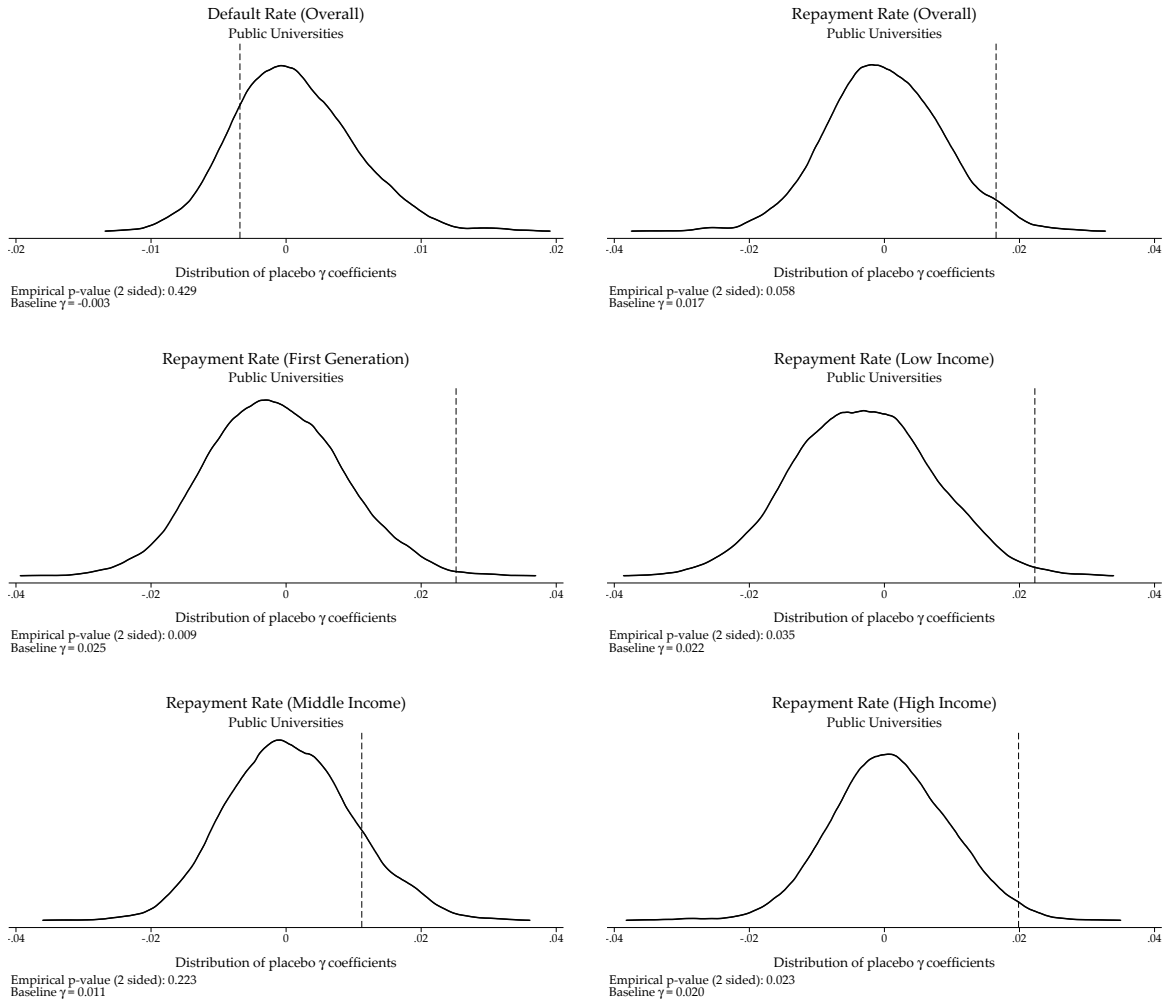 Default Rate (Overall)
Public Universities
-.02 -.01 0 .01 .02
Distribution of placebo γ coefficients
Empirical p-value (2 sided): 0.429
Baseline γ = -0.003
Repayment Rate (Overall)
Public Universities
-.04 -.02 0 .02 .04
Distribution of placebo γ coefficients
Empirical p-value (2 sided): 0.058
Baseline γ = 0.017
Repayment Rate (First Generation)
Public Universities
-.04 -.02 0 .02 .04
Distribution of placebo γ coefficients
Empirical p-value (2 sided): 0.009
Baseline γ = 0.025
Repayment Rate (Low Income)
Public Universities
-.04 -.02 0 .02 .04
Distribution of placebo γ coefficients
Empirical p-value (2 sided): 0.035
Baseline γ = 0.022
Repayment Rate (Middle Income)
Public Universities
-.04 -.02 0 .02 .04
Distribution of placebo γ coefficients
Empirical p-value (2 sided): 0.223
Baseline γ = 0.011
Repayment Rate (High Income)
Public Universities
-.04 -.02 0 .02 .04
Distribution of placebo γ coefficients
Empirical p-value (2 sided): 0.023
Baseline γ = 0.020